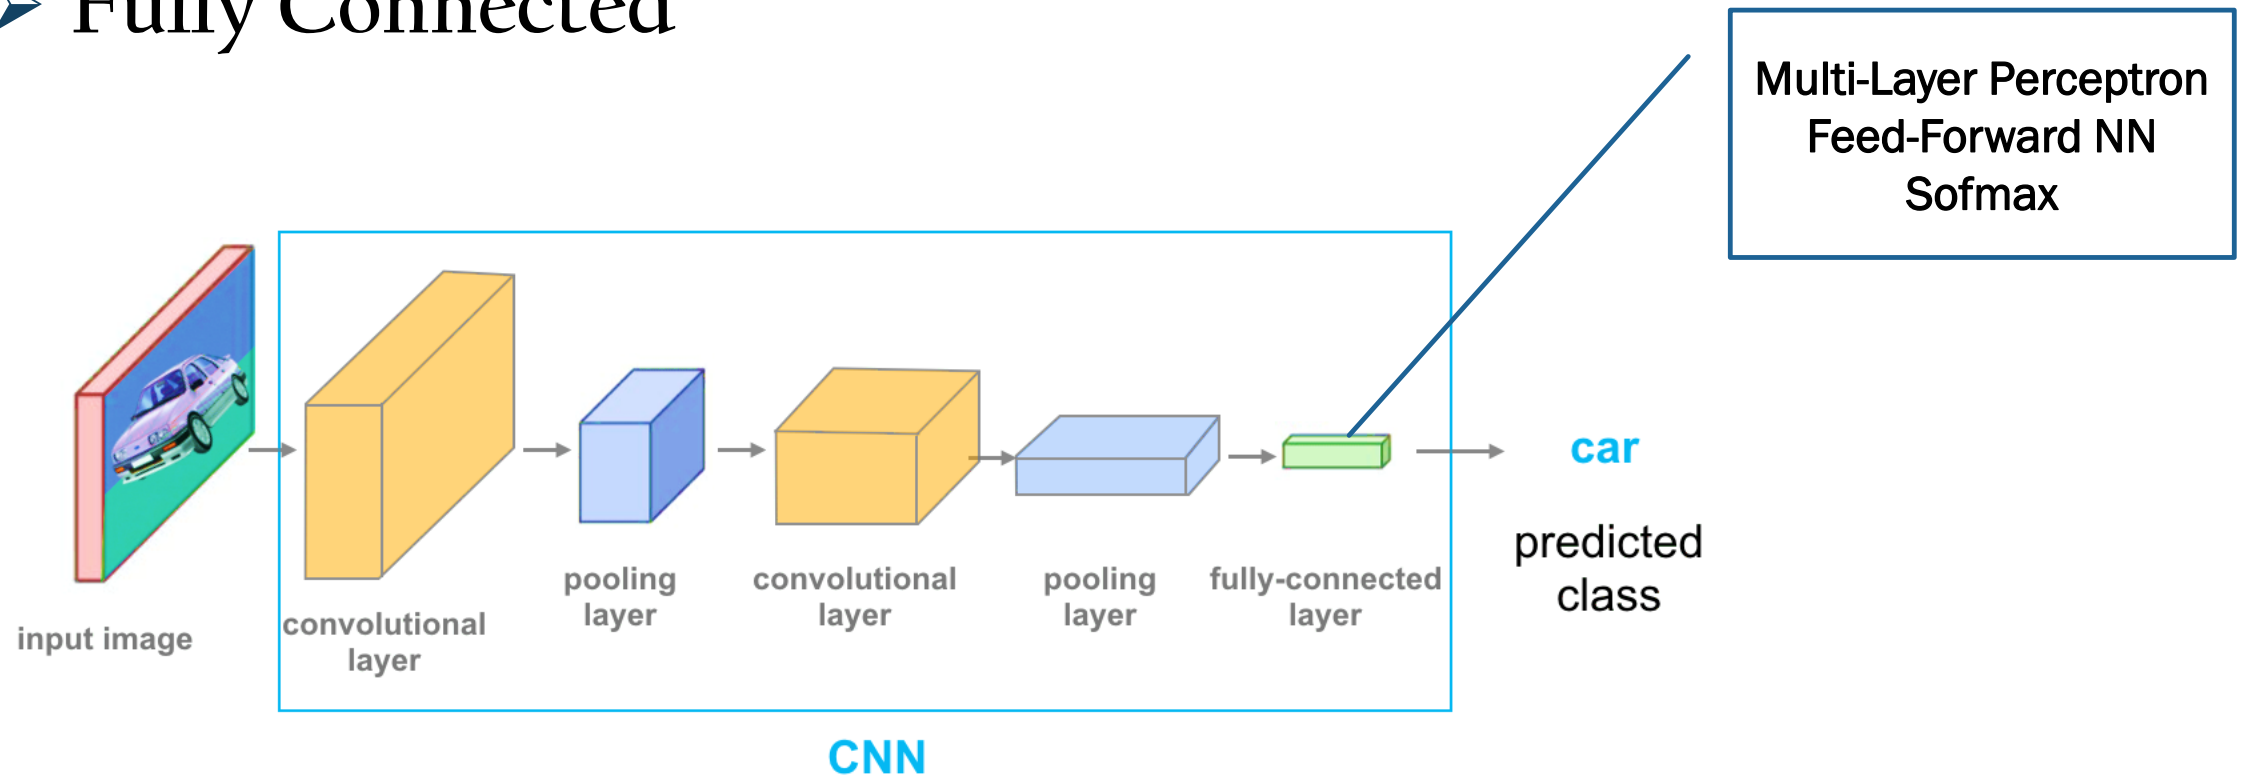 Fully Connected
Multi-Layer Perceptron
Feed-Forward NN
Sofmax
input image
convolutional
layer
pooling
layer
convolutional
layer
pooling
layer
fully-connected
layer
car
predicted
class
CNN